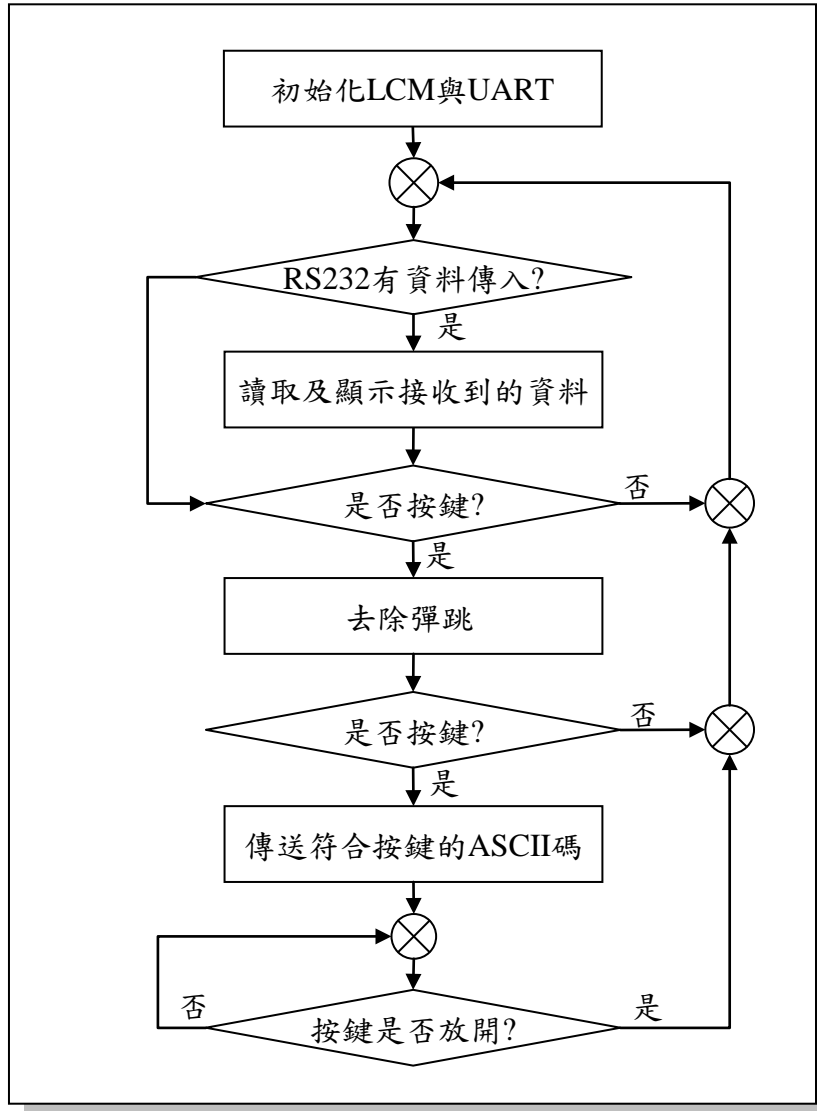 初始化LCM與UART
RS232有資料傳入?
是
讀取及顯示接收到的資料
是否按鍵?
否
是
去除彈跳
是否按鍵?
否
是
傳送符合按鍵的ASCII碼
否
按鍵是否放開?
是